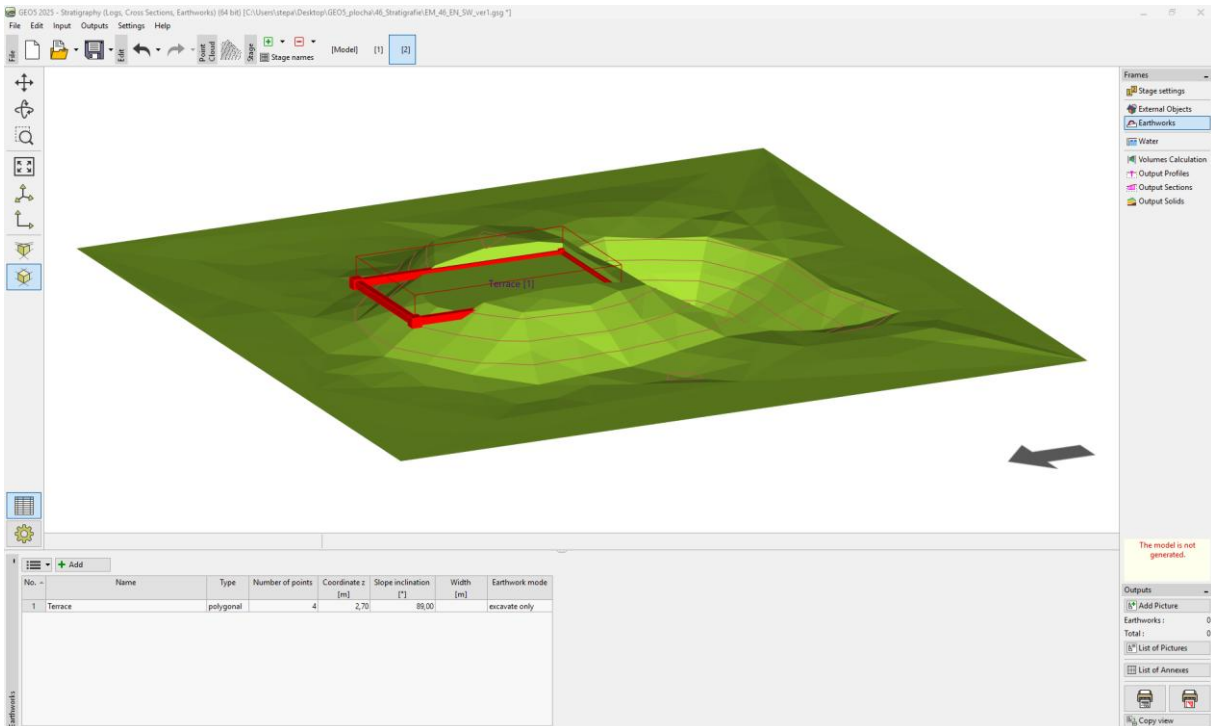 GEO5 2025 - Stratigraphy (Logs, Cross Sections, Earthworks) (64 bit) [C:\Users\stepa\Desktop\GEO5_plocha\46_Stratigrafie\EM_46_EN_SW_ver1.gsg *]
File Edit Input Outputs Settings Help
File
Edit
Point Cloud
Stage
Stage names
[Model] [1] [2]
Frames
Stage settings
External Objects
Earthworks
Water
Volumes Calculation
Output Profiles
Output Sections
Output Solids
Terrace [1]
The model is not
generated.
Add
No. Name Type Number of points Coordinate z Slope inclination Width Earthwork mode
[m] [°] [m]
1 Terrace polygonal 4 2,70 89,00 excavate only
Earthworks
Outputs
Add Picture
Earthworks : 0
Total : 0
List of Pictures
List of Annexes
Copy view